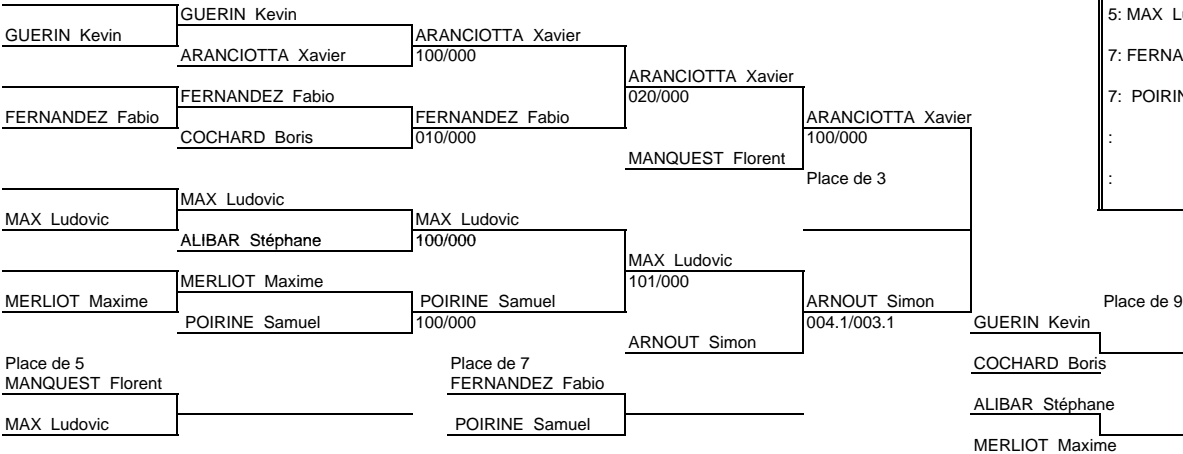 GUERIN Kevin
5: MAX
GUERIN Kevin
ARANCIOTTA Xavier
ARANCIOTTA Xavier
100/000
7:
ARANCIOTTA Xavier
FERNANDEZ Fabio
020/000
7:
FERNANDEZ Fabio
FERNANDEZ Fabio
ARANCIOTTA Xavier
COCHARD Boris
010/000
100/000
:
MANQUEST Florent
Place de 3
:
MAX Ludovic
MAX Ludovic
MAX Ludovic
ALIBAR Stéphane
100/000
MAX Ludovic
MERLIOT Maxime
101/000
MERLIOT Maxime
POIRINE Samuel
ARNOUT Simon
Place de 9
POIRINE Samuel
100/000
004.1/003.1
GUERIN Kevin
ARNOUT Simon
Place de 5
Place de 7
COCHARD Boris
MANQUEST Florent
FERNANDEZ Fabio
ALIBAR Stéphane
MAX Ludovic
POIRINE Samuel
MERLIOT Maxime